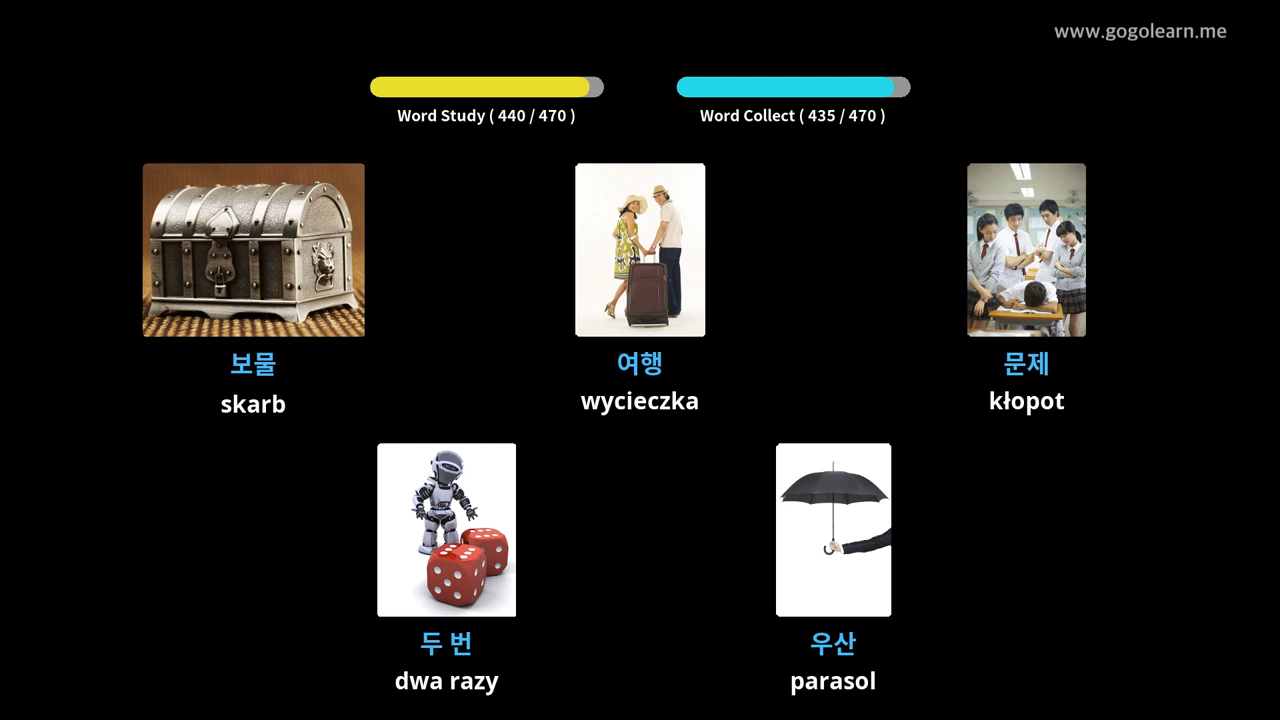 www.gogolearn.me
Word Study ( 440 / 470 )
Word Collect ( 435 / 470 )
보물
skarb
여행
wycieczka
문제
kłopot
두 번
dwa razy
우산
parasol